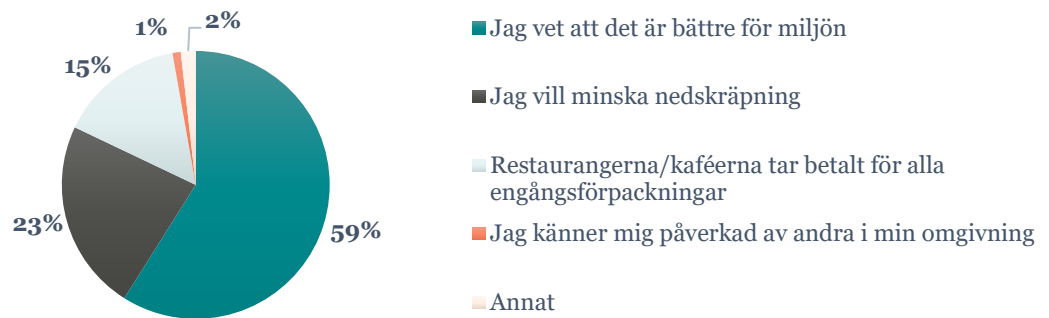 1%
2%
15%
23%
59%
Jag vet att det är bättre för miljön
Jag vill minska nedskräpning
Restaurangerna/kaféerna tar betalt för alla
engångsförpackningar
Jag känner mig påverkad av andra i min omgivning
Annat